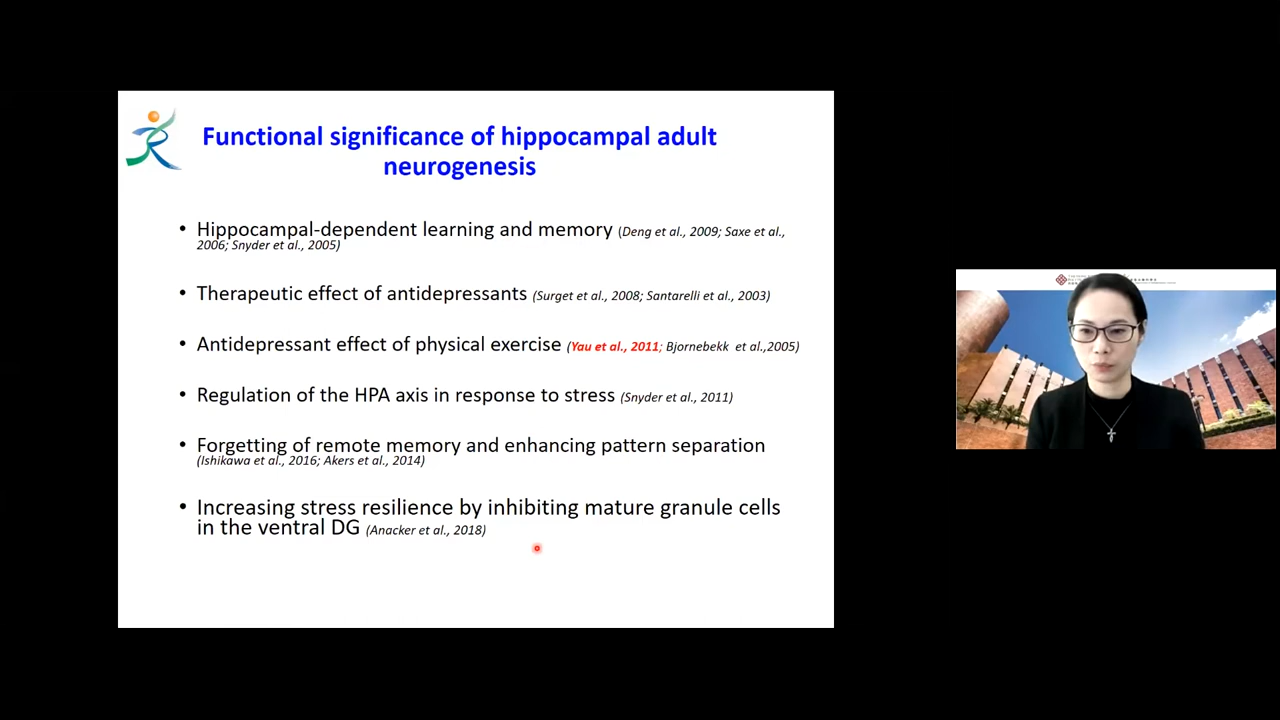 Functional significance of hippocampal adult
neurogenesis
• Hippocampal-dependent learning and memory (Deng et al., 2009; Saxe et al.,
2006; Snyder et al., 2005)
• Therapeutic effect of antidepressants (Surget et al., 2008; Santarelli et al., 2003)
• Antidepressant effect of physical exercise (Yau et al., 2011; Bjornebekk et al.,2005)
• Regulation of the HPA axis in response to stress (Snyder et al., 2011)
• Forgetting of remote memory and enhancing pattern separation
(Ishikawa et al., 2016; Akers et al., 2014)
• Increasing stress resilience by inhibiting mature granule cells
in the ventral DG (Anacker et al., 2018)